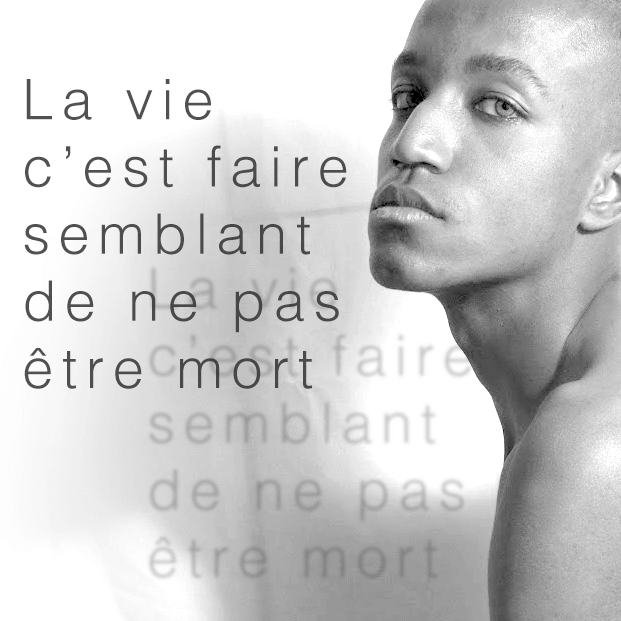 La vie
c’est faire
semblant
de ne pas
être mort
La vie
c’est faire
semblant
de ne pas
être mort